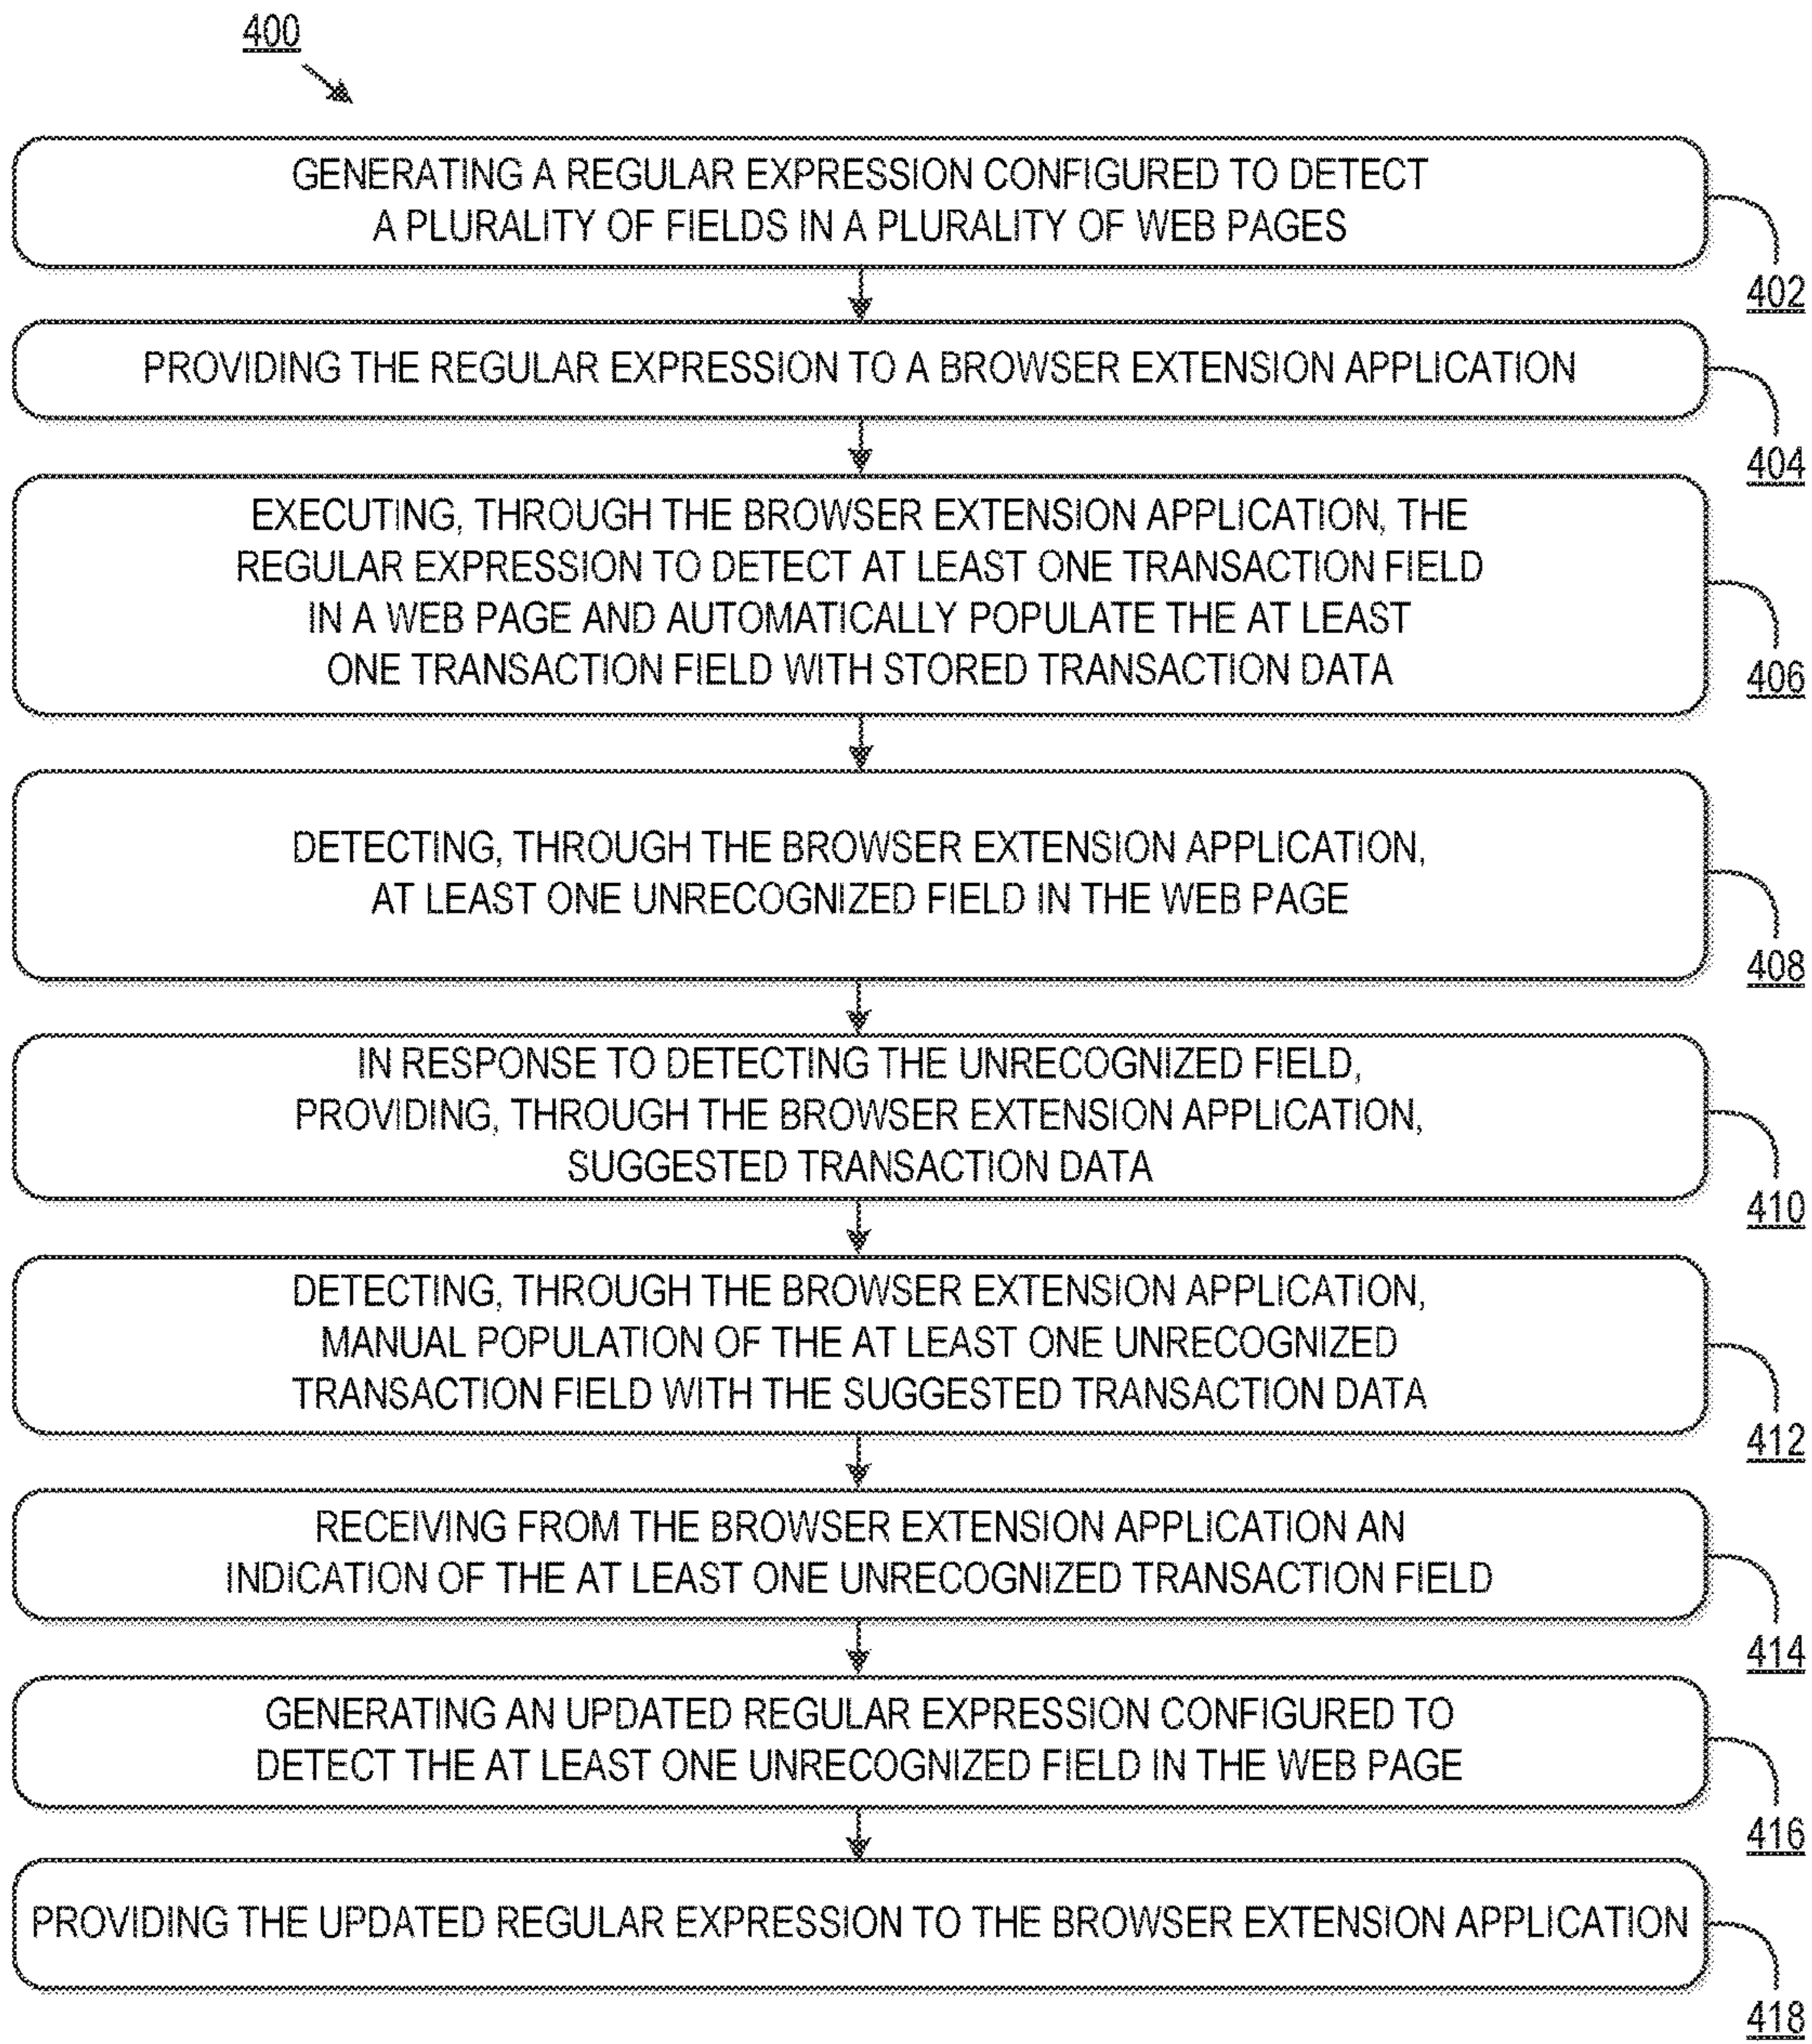 400
GENERATING A REGULAR EXPRESSION CONFIGURED TO DETECT
A PLURALITY OF FIELDS IN A PLURALITY OF WEB PAGES
402
PROVIDING THE REGULAR EXPRESSION TO A BROWSER EXTENSION APPLICATION
404
EXECUTING, THROUGH THE BROWSER EXTENSION APPLICATION, THE
REGULAR EXPRESSION TO DETECT AT LEAST ONE TRANSACTION FIELD
IN A WEB PAGE AND AUTOMATICALLY POPULATE THE AT LEAST
ONE TRANSACTION FIELD WITH STORED TRANSACTION DATA
406
DETECTING, THROUGH THE BROWSER EXTENSION APPLICATION,
AT LEAST ONE UNRECOGNIZED FIELD IN THE WEB PAGE
408
IN RESPONSE TO DETECTING THE UNRECOGNIZED FIELD,
PROVIDING, THROUGH THE BROWSER EXTENSION APPLICATION,
SUGGESTED TRANSACTION DATA
410
DETECTING, THROUGH THE BROWSER EXTENSION APPLICATION,
MANUAL POPULATION OF THE AT LEAST ONE UNRECOGNIZED
TRANSACTION FIELD WITH THE SUGGESTED TRANSACTION DATA
412
RECEIVING FROM THE BROWSER EXTENSION APPLICATION AN
INDICATION OF THE AT LEAST ONE UNRECOGNIZED TRANSACTION FIELD
414
GENERATING AN UPDATED REGULAR EXPRESSION CONFIGURED TO
DETECT THE AT LEAST ONE UNRECOGNIZED FIELD IN THE WEB PAGE
416
PROVIDING THE UPDATED REGULAR EXPRESSION TO THE BROWSER EXTENSION APPLICATION
418